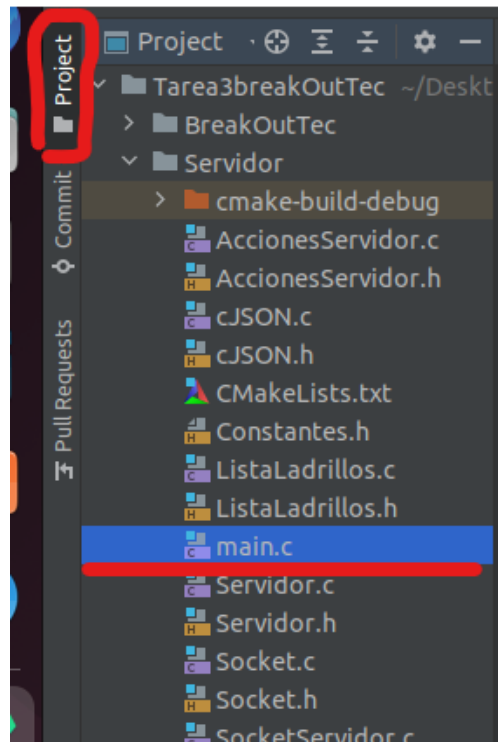 Project
Commit
Pull Requests
Project
Tarea3breakOutTec ~/Deskt
BreakOutTec
Servidor
cmake-build-debug
AccionesServidor.c
AccionesServidor.h
cJSON.c
cJSON.h
CMakeLists.txt
Constantes.h
ListaLadrillos.c
ListaLadrillos.h
main.c
Servidor.c
Servidor.h
Socket.c
Socket.h
SocketServidor.c